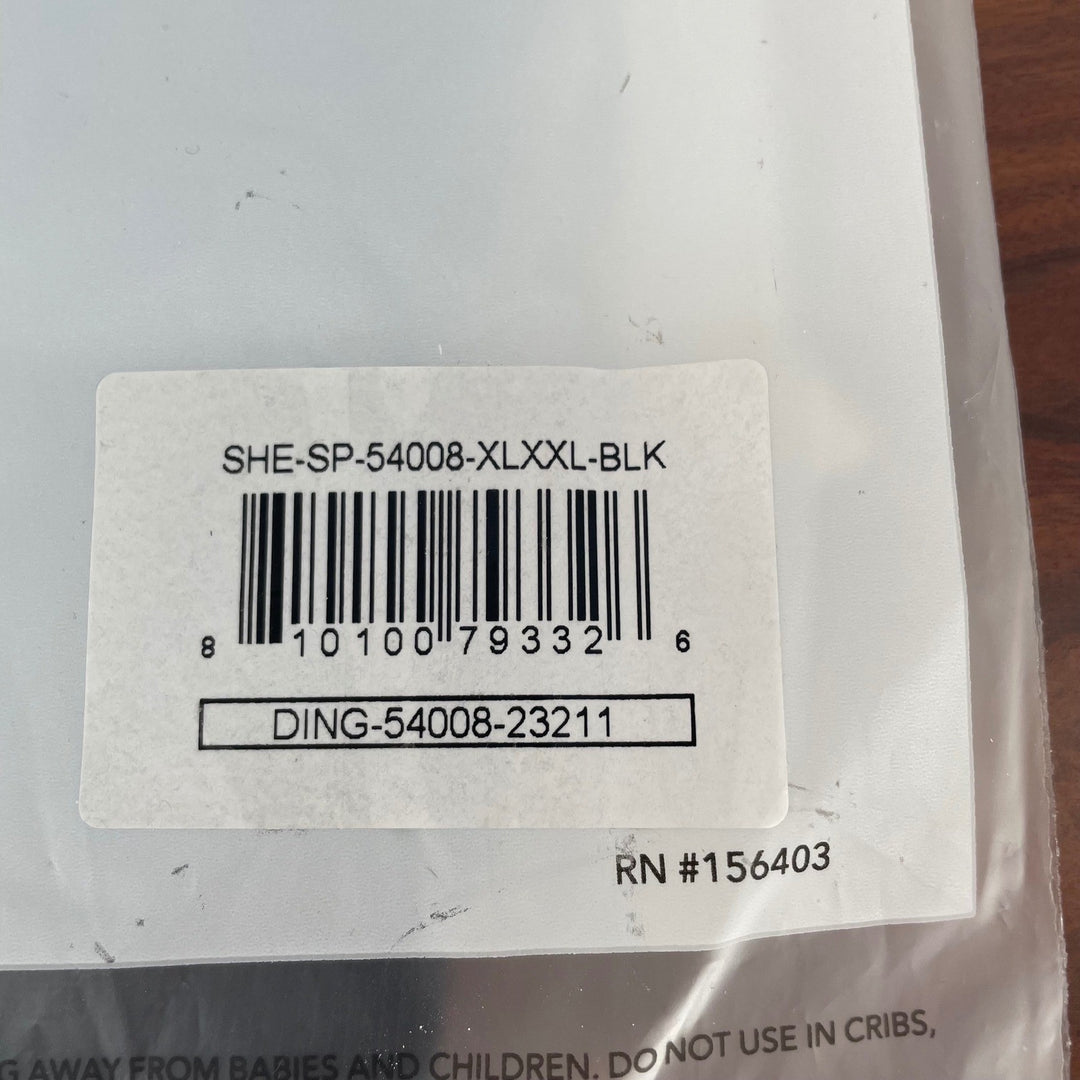 SHE-SP-54008-XLXXL-BLK
8 10100 79332 6
DING-54008-23211
RN #156403
AWAY FROM BABIES AND CHILDREN. DO NOT USE IN CRIBS,